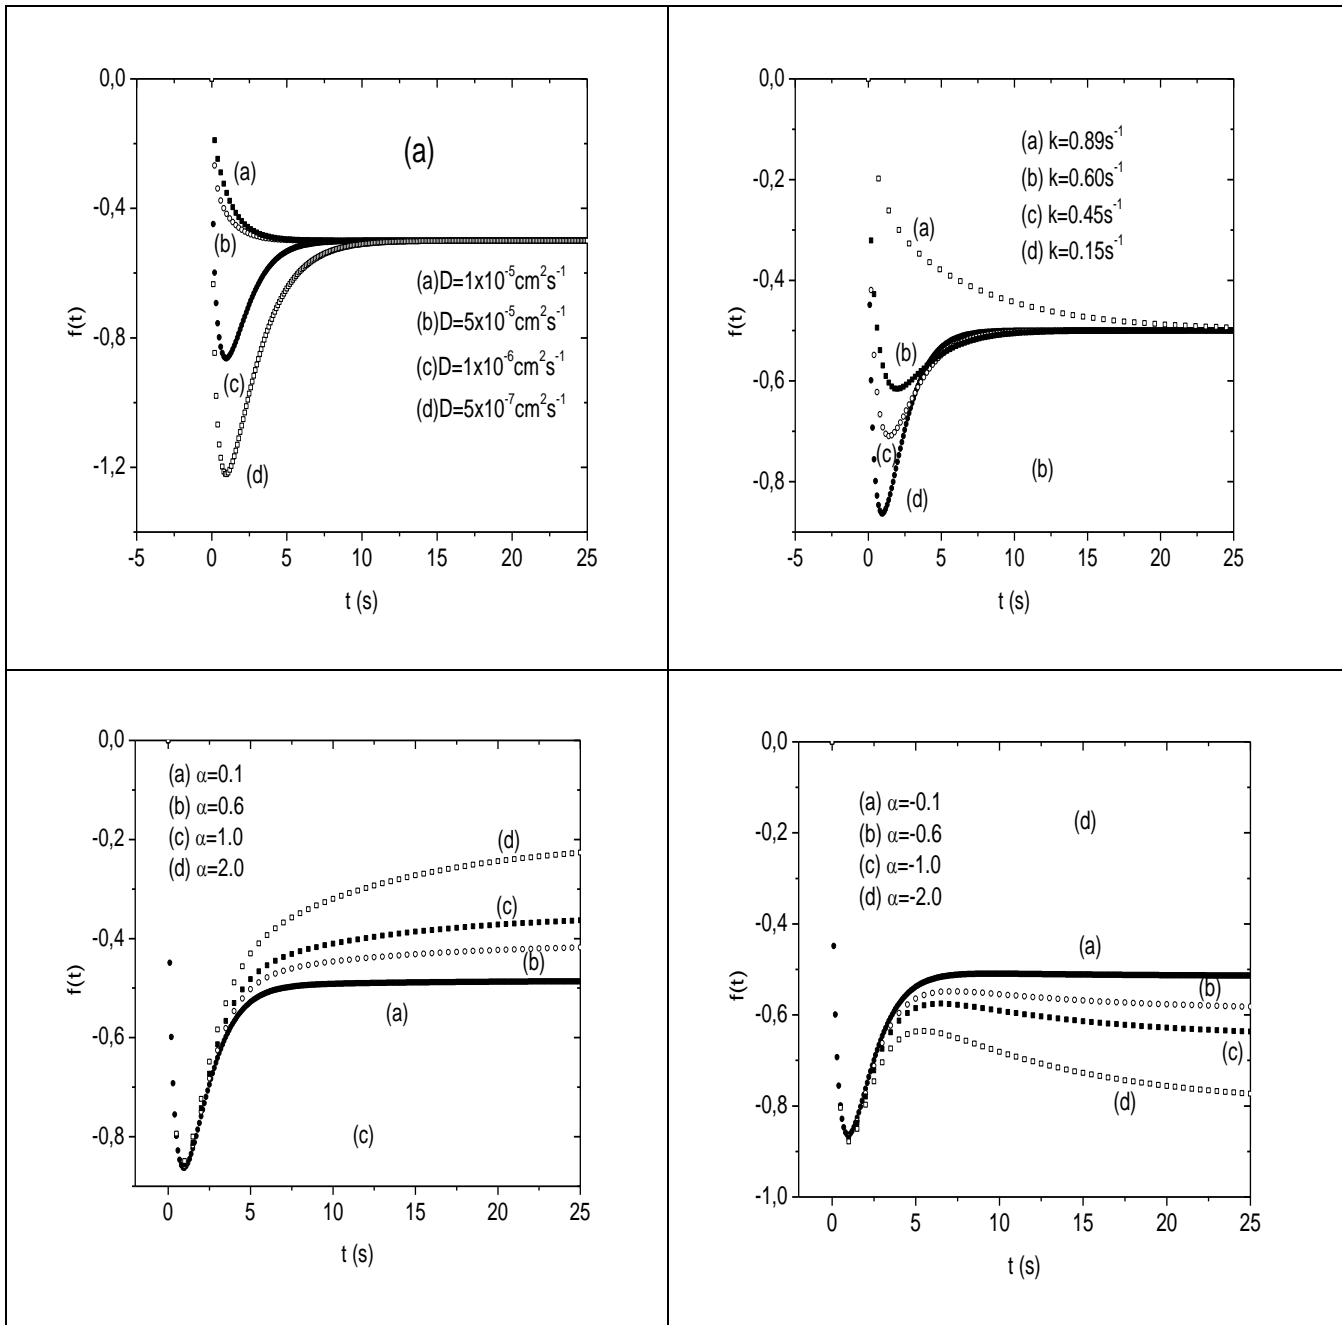 0,0
-0,4
-0,8
-1,2
f(t)
(a)
(a)
(b)
(c)
(d)
(a)D=1x10⁻⁵cm²s⁻¹
(b)D=5x10⁻⁵cm²s⁻¹
(c)D=1x10⁻⁶cm²s⁻¹
(d)D=5x10⁻⁷cm²s⁻¹
-5 0 5 10 15 20 25
t (s)
0,0
-0,2
-0,4
-0,6
-0,8
f(t)
(a) k=0.89s⁻¹
(b) k=0.60s⁻¹
(c) k=0.45s⁻¹
(d) k=0.15s⁻¹
(a)
(b)
(c)
(d)
(b)
-5 0 5 10 15 20 25
t (s)
0,0
-0,2
-0,4
-0,6
-0,8
f(t)
(a) α=0.1
(b) α=0.6
(c) α=1.0
(d) α=2.0
(d)
(c)
(b)
(a)
(c)
0 5 10 15 20 25
t (s)
0,0
-0,2
-0,4
-0,6
-0,8
-1,0
f(t)
(a) α=-0.1
(b) α=-0.6
(c) α=-1.0
(d) α=-2.0
(d)
(a)
(b)
(c)
(d)
0 5 10 15 20 25
t (s)